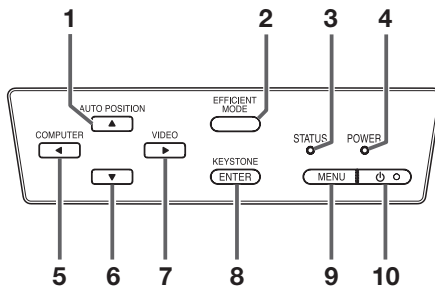 1 2 3 4
AUTO POSITION
EFFICIENT
MODE
COMPUTER
VIDEO
STATUS POWER
KEYSTONE
ENTER
MENU
5 6 7 8 9 10